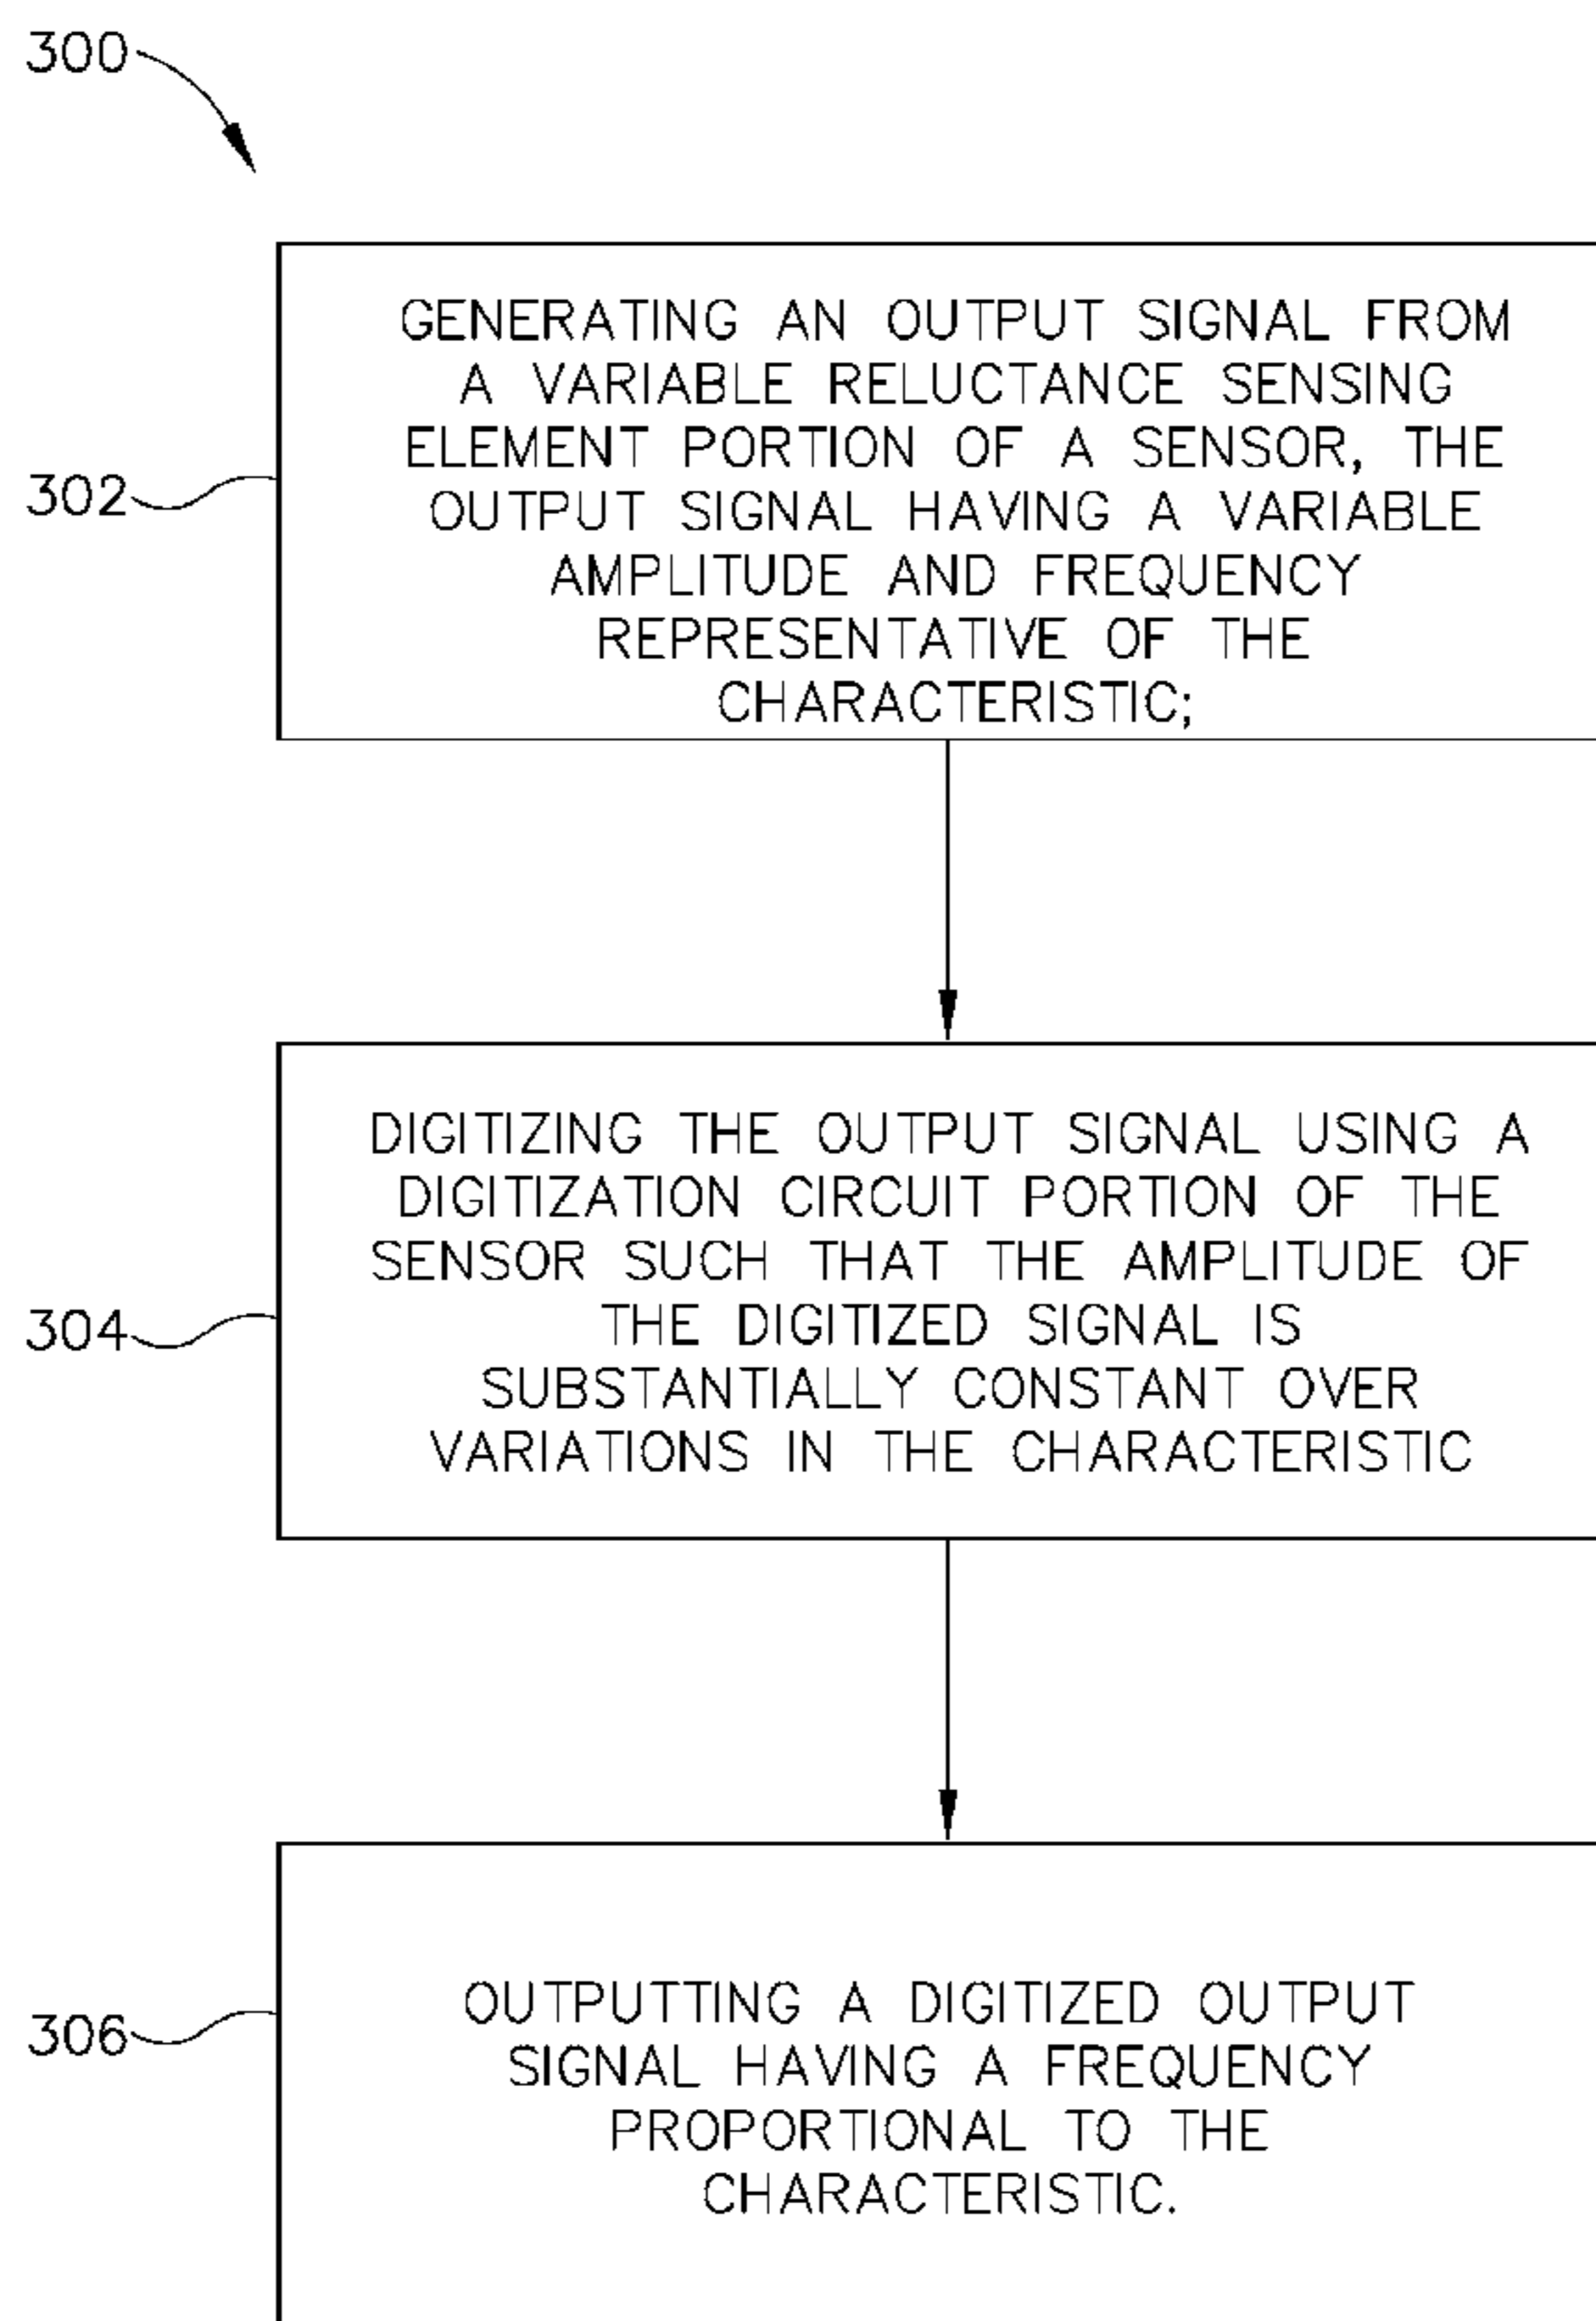 300
GENERATING AN OUTPUT SIGNAL FROM
A VARIABLE RELUCTANCE SENSING
ELEMENT PORTION OF A SENSOR, THE
OUTPUT SIGNAL HAVING A VARIABLE
AMPLITUDE AND FREQUENCY
REPRESENTATIVE OF THE
CHARACTERISTIC;
302
DIGITIZING THE OUTPUT SIGNAL USING A
DIGITIZATION CIRCUIT PORTION OF THE
SENSOR SUCH THAT THE AMPLITUDE OF
THE DIGITIZED SIGNAL IS
SUBSTANTIALLY CONSTANT OVER
VARIATIONS IN THE CHARACTERISTIC
304
OUTPUTTING A DIGITIZED OUTPUT
SIGNAL HAVING A FREQUENCY
PROPORTIONAL TO THE
CHARACTERISTIC.
306